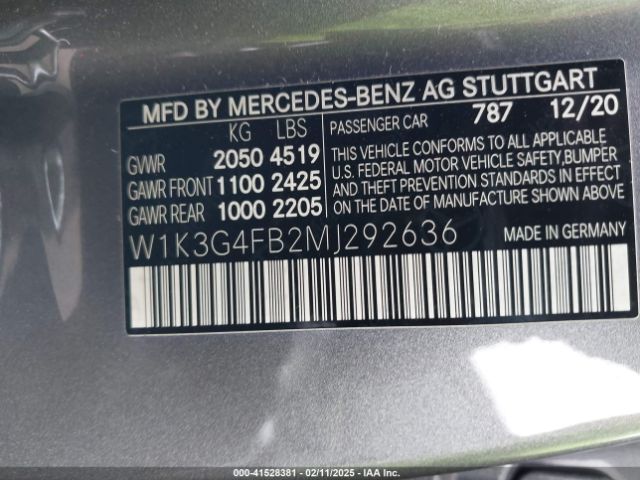 MFD BY MERCEDES-BENZ AG STUTTGART
KG LBS PASSENGER CAR 787 12/20
GVWR 2050 4519
GAWR FRONT 1100 2425
GAWR REAR 1000 2205
THIS VEHICLE CONFORMS TO ALL APPLICABLE
U.S. FEDERAL MOTOR VEHICLE SAFETY, BUMPER
AND THEFT PREVENTION STANDARDS IN EFFECT
ON THE DATE OF MANUFACTURE SHOWN ABOVE
W1K3G4FB2MJ292636 MADE IN GERMANY
000-41528381 - 02/11/2025 - IAA Inc.